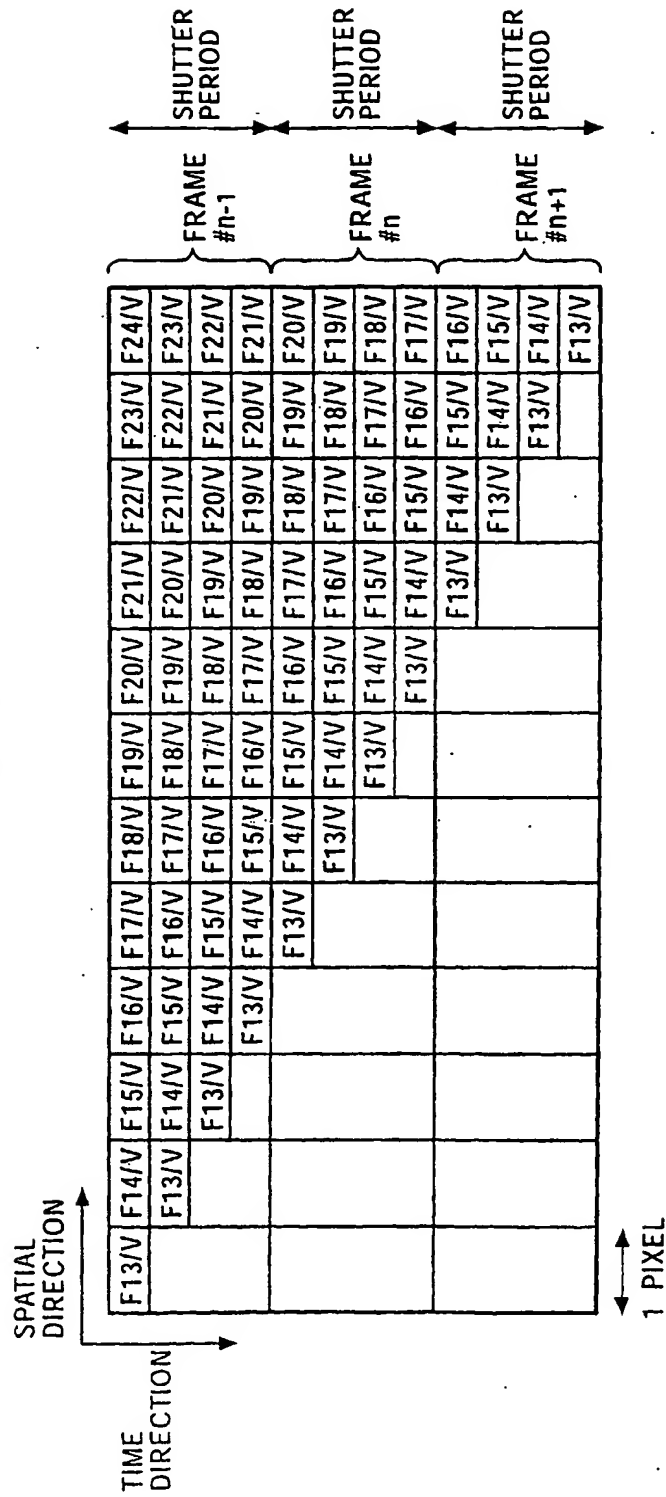 SPATIAL
DIRECTION
TIME
DIRECTION
F13/V F14/V F15/V F16/V F17/V F18/V F19/V F20/V F21/V F22/V F23/V F24/V
F13/V F14/V F15/V F16/V F17/V F18/V F19/V F20/V F21/V F22/V F23/V
F13/V F14/V F15/V F16/V F17/V F18/V F19/V F20/V F21/V F22/V
F13/V F14/V F15/V F16/V F17/V F18/V F19/V F20/V F21/V
F13/V F14/V F15/V F16/V F17/V F18/V F19/V F20/V
F13/V F14/V F15/V F16/V F17/V F18/V F19/V
F13/V F14/V F15/V F16/V F17/V F18/V
F13/V F14/V F15/V F16/V F17/V
F13/V F14/V F15/V F16/V
F13/V F14/V F15/V
F13/V F14/V
F13/V
FRAME
#n-1
SHUTTER
PERIOD
FRAME
#n
SHUTTER
PERIOD
FRAME
#n+1
SHUTTER
PERIOD
1 PIXEL